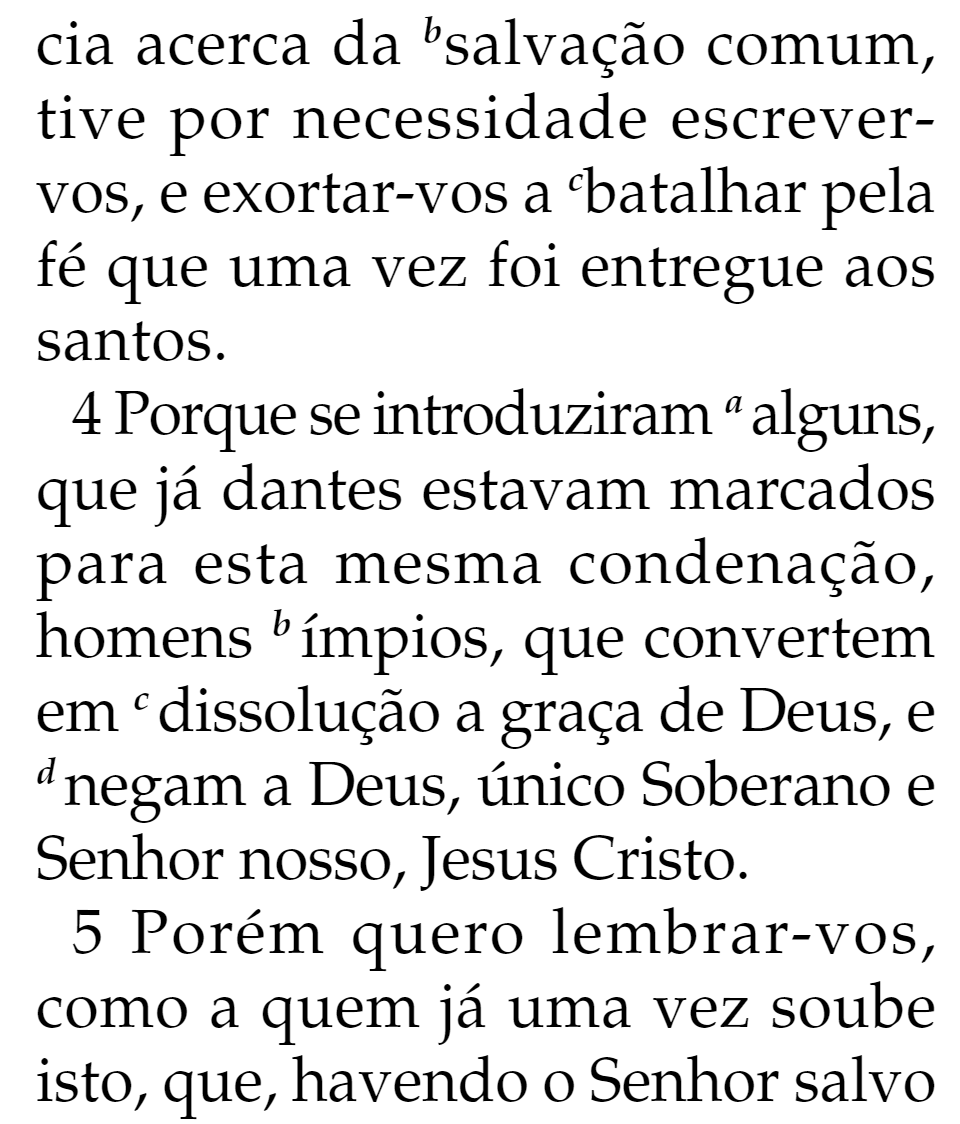 cia acerca da bsalvação comum,
tive por necessidade escrever-
vos, e exortar-vos a cbatalhar pela
fé que uma vez foi entregue aos
santos.
4 Porque se introduziram a alguns,
que já dantes estavam marcados
para esta mesma condenação,
homens b ímpios, que convertem
em c dissolução a graça de Deus, e
d negam a Deus, único Soberano e
Senhor nosso, Jesus Cristo.
5 Porém quero lembrar-vos,
como a quem já uma vez soube
isto, que, havendo o Senhor salvo